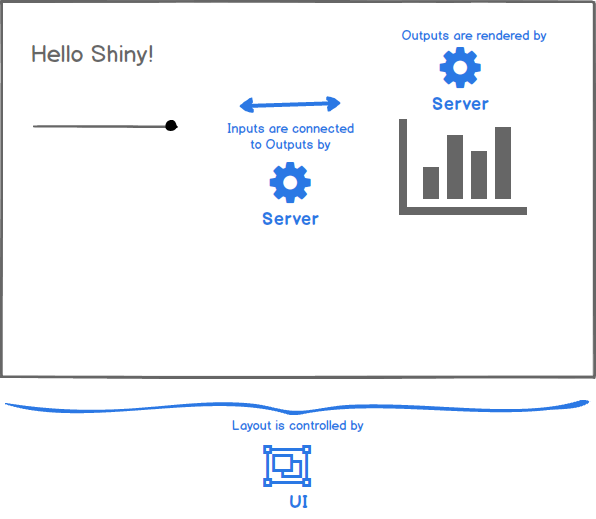 Hello Shiny!
Outputs are rendered by
Server
Inputs are connected
to Outputs by
Server
Layout is controlled by
UI